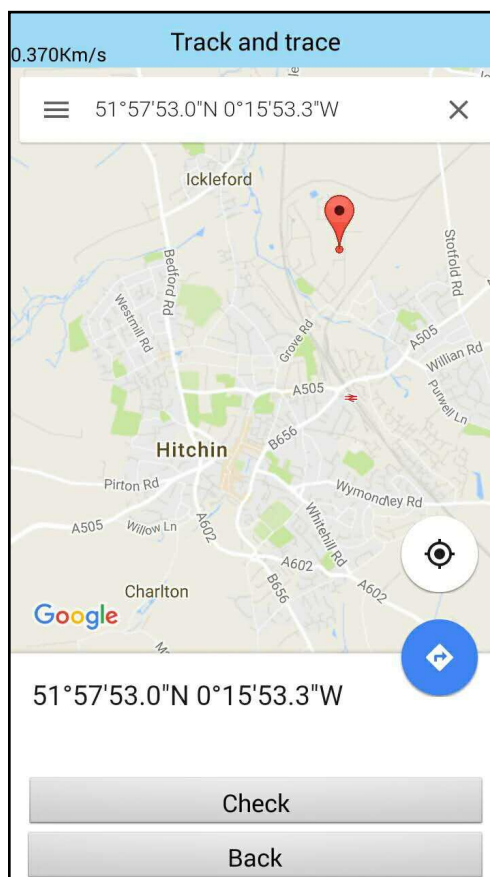 Track and trace
0.370Km/s
51°57'53.0"N 0°15'53.3"W
Ickleford
Bedford Rd
Stotfold Rd
Westmill Rd
Grove Rd
A505
Willian Rd
A505
Purwell Ln
B656
Hitchin
Pirton Rd
Wymondley Rd
A505
Willow Ln
A602
Whitehill Rd
A602
A602
B656
Charlton
Google
51°57'53.0"N 0°15'53.3"W
Check
Back